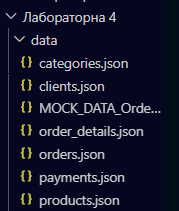 Лабораторна 4
data
{} categories.json
{} clients.json
{} MOCK_DATA_Orde...
{} order_details.json
{} orders.json
{} payments.json
{} products.json